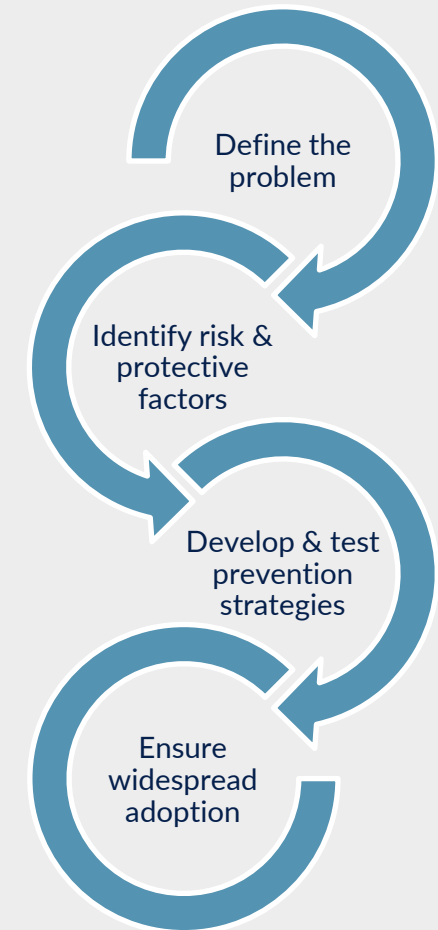 Define the
problem
Identify risk &
protective
factors
Develop & test
prevention
strategies
Ensure
widespread
adoption